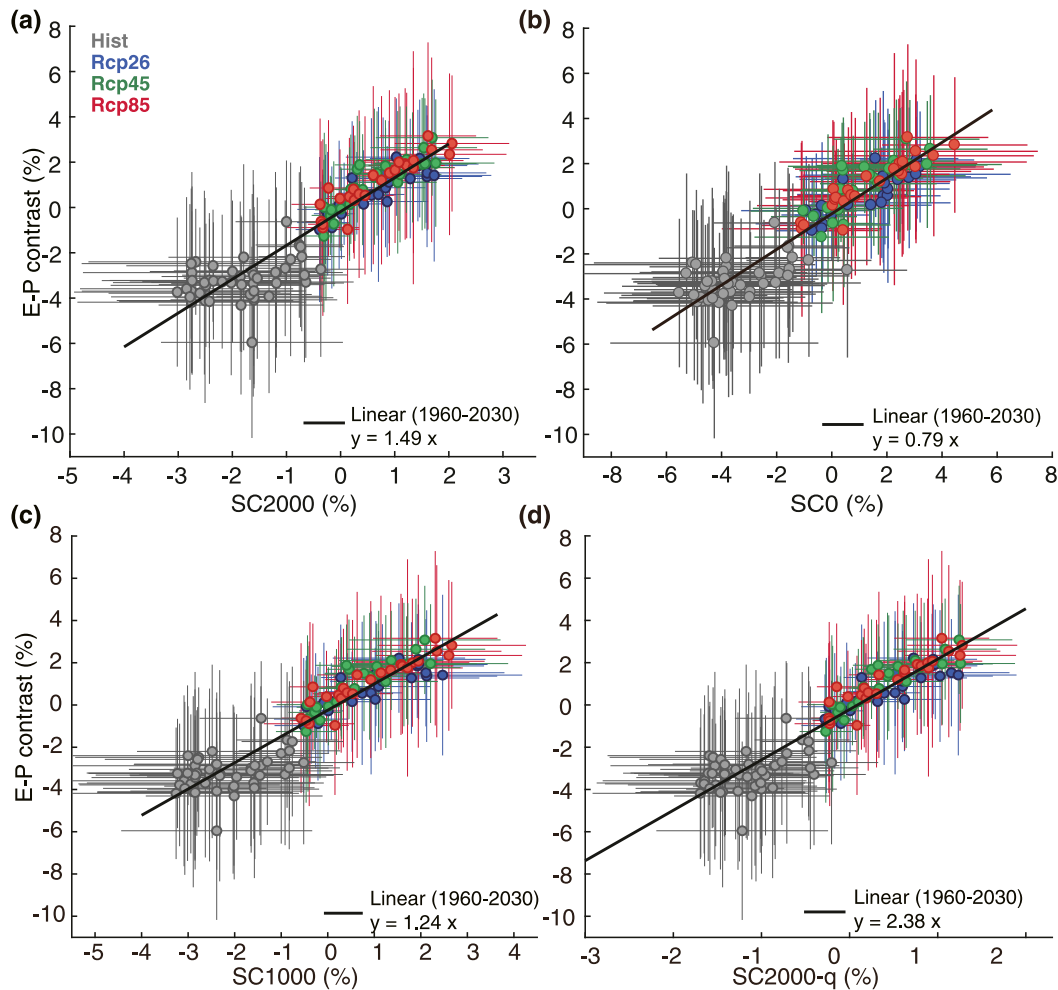 (a)
Hist
Rcp26
Rcp45
Rcp85
E-P contrast (%)
8
6
4
2
0
-2
-4
-6
-8
-10
Linear (1960-2030)
y = 1.49 x
-5 -4 -3 -2 -1 0 1 2 3
SC2000 (%)
(b)
8
6
4
2
0
-2
-4
-6
-8
-10
Linear (1960-2030)
y = 0.79 x
-8 -6 -4 -2 0 2 4 6 8
SC0 (%)
(c)
E-P contrast (%)
8
6
4
2
0
-2
-4
-6
-8
-10
Linear (1960-2030)
y = 1.24 x
-5 -4 -3 -2 -1 0 1 2 3 4
SC1000 (%)
(d)
8
6
4
2
0
-2
-4
-6
-8
-10
Linear (1960-2030)
y = 2.38 x
-3 -2 -1 0 1 2
SC2000-q (%)